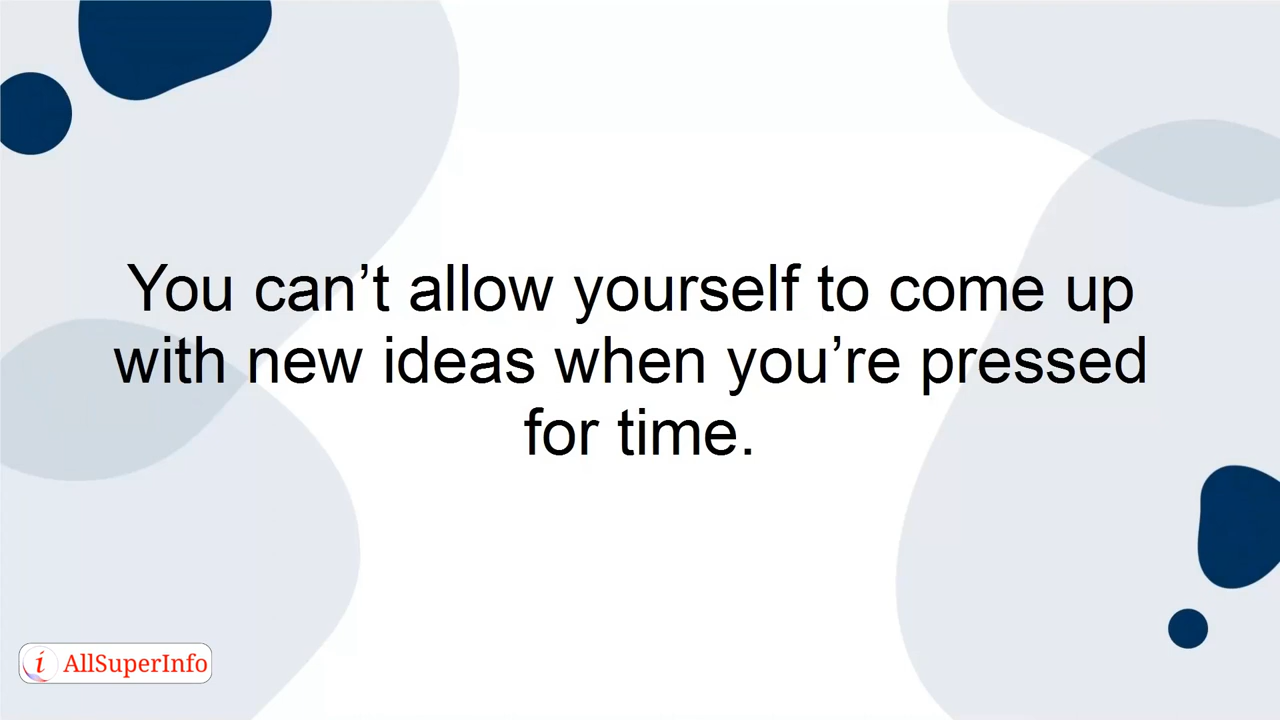 You can’t allow yourself to come up
with new ideas when you’re pressed
for time.
i AllSuperInfo